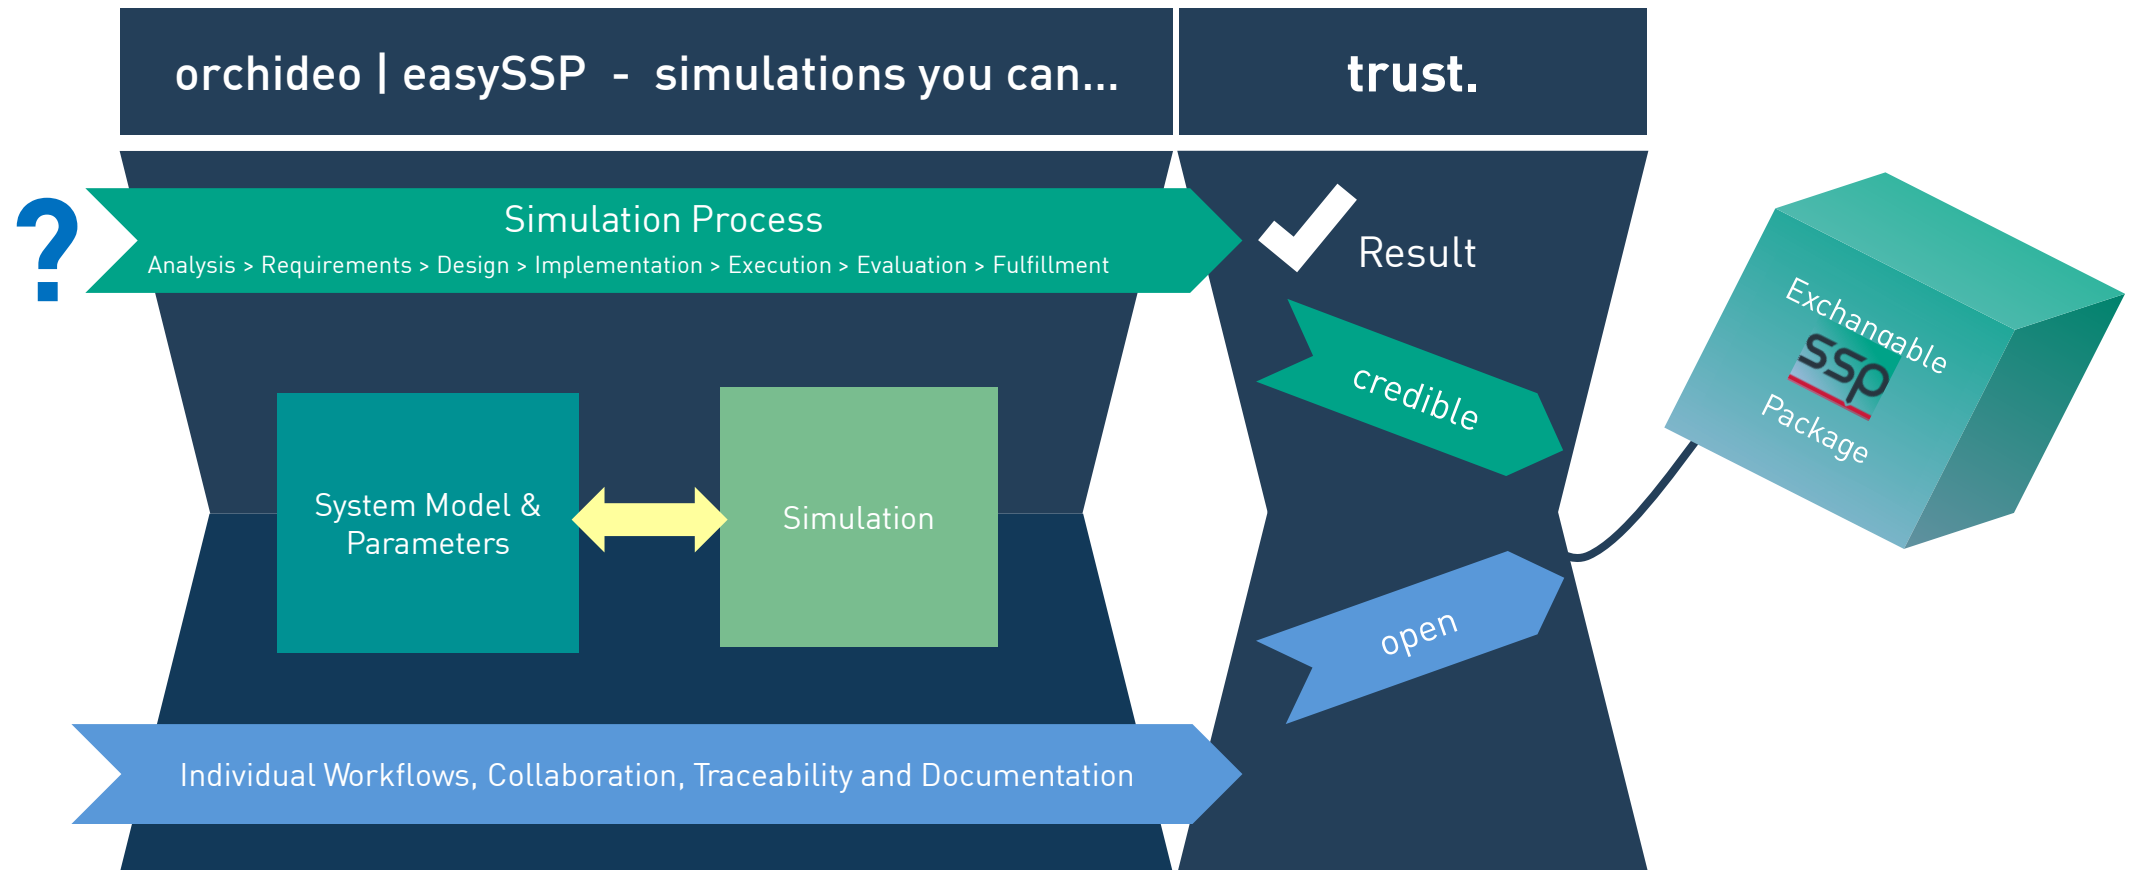 orchideo | easySSP - simulations you can...
trust.
?
Simulation Process
Analysis > Requirements > Design > Implementation > Execution > Evaluation > Fulfillment
Result
credible
System Model &
Parameters
Simulation
open
Individual Workflows, Collaboration, Traceability and Documentation
Exchangable
ssp
Package